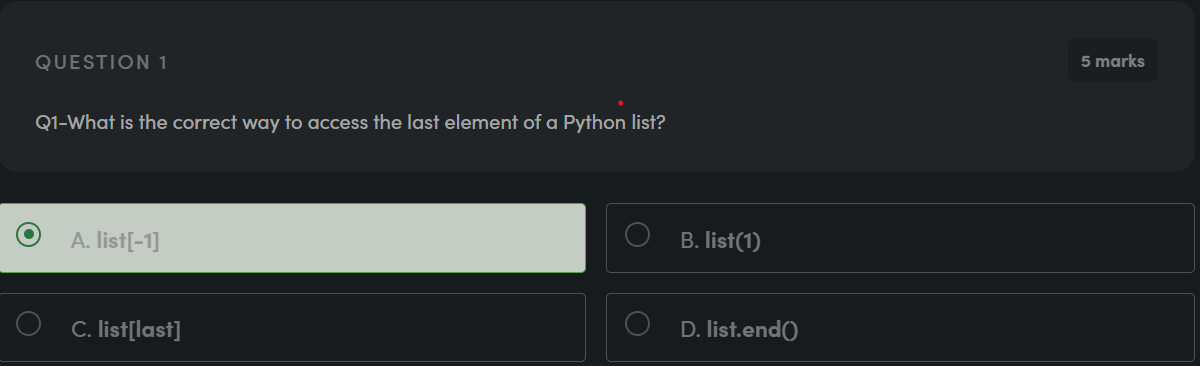 QUESTION 1
5 marks
Q1-What is the correct way to access the last element of a Python list?
A. list[-1]
B. list(1)
C. list[last]
D. list.end()